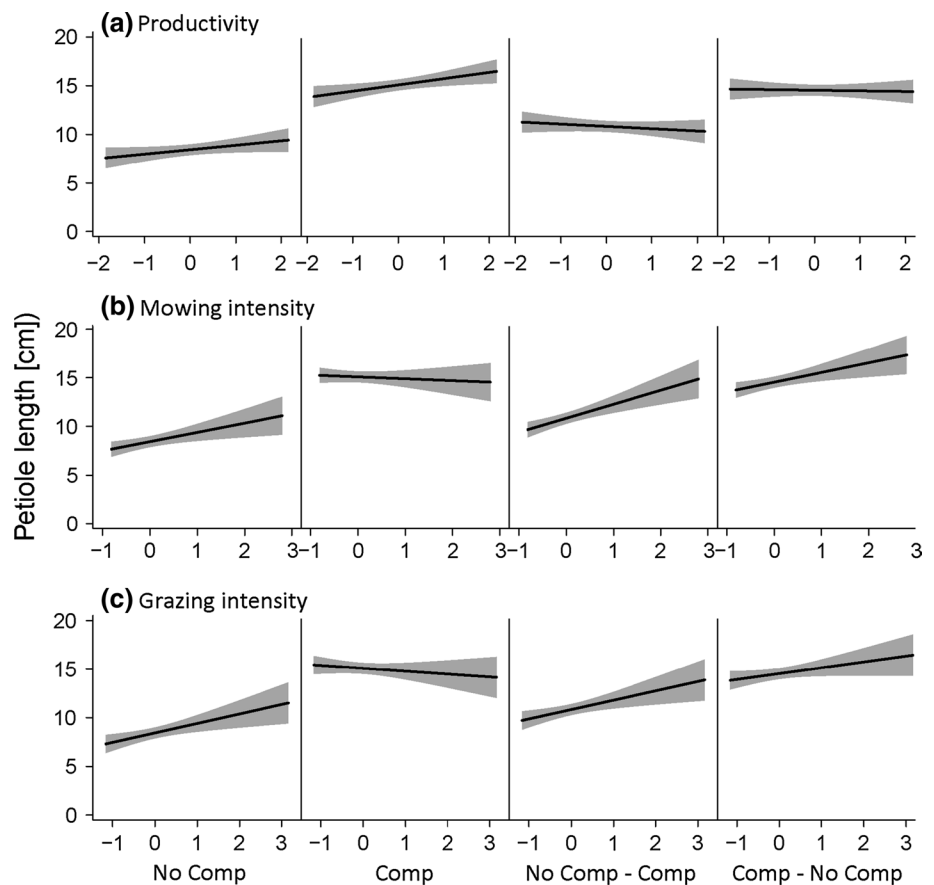 (a) Productivity
20
15
10
5
0
−2 −1 0 1 2 −2 −1 0 1 2 −2 −1 0 1 2 −2 −1 0 1 2
(b) Mowing intensity
20
15
10
5
0
−1 0 1 2 3 −1 0 1 2 3 −1 0 1 2 3 −1 0 1 2 3
Petiole length [cm])
(c) Grazing intensity
20
15
10
5
0
−1 0 1 2 3 −1 0 1 2 3 −1 0 1 2 3 −1 0 1 2 3
No Comp Comp No Comp - Comp Comp - No Comp